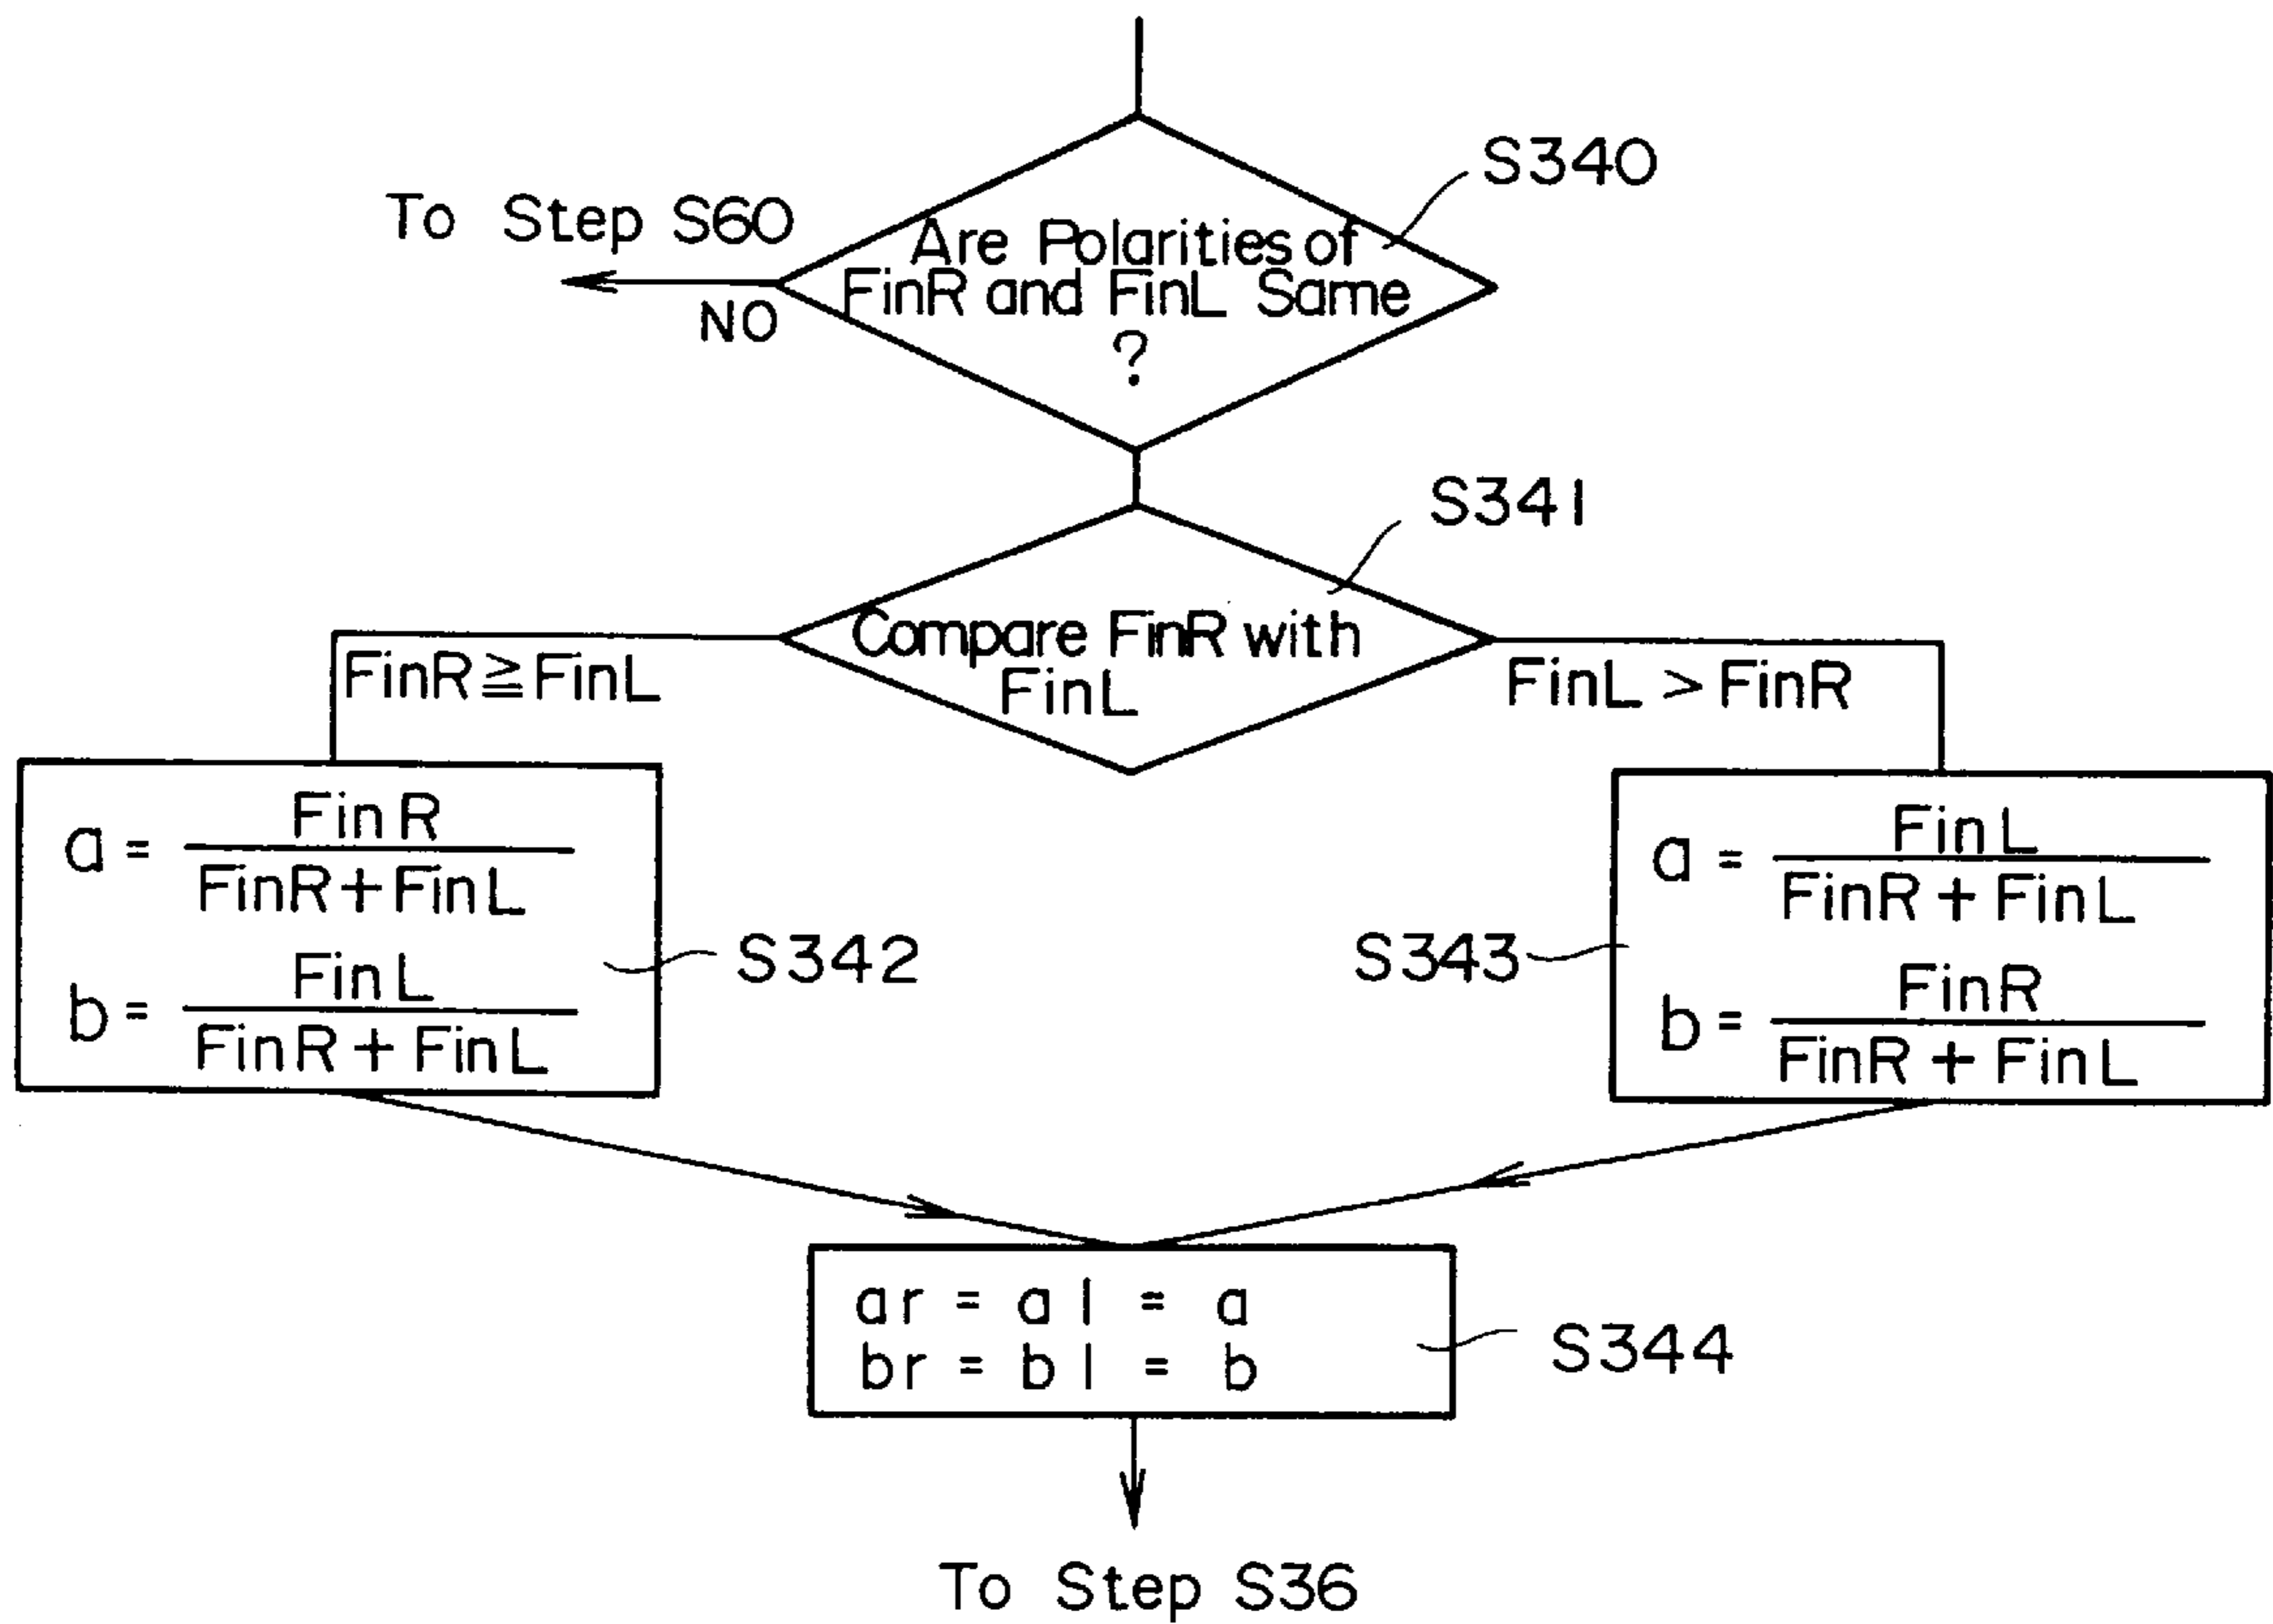 S340
To Step S60
Are Polarities of
FinR and FinL Same
?
NO
S341
Compare FinR with
FinL
FinR≧FinL
FinL > FinR
a = FinR
FinR+FinL
b = FinL
FinR+FinL
S342
a = FinL
FinR + FinL
b = FinR
FinR + FinL
S343
ar = al = a
br = bl = b
S344
To Step S36